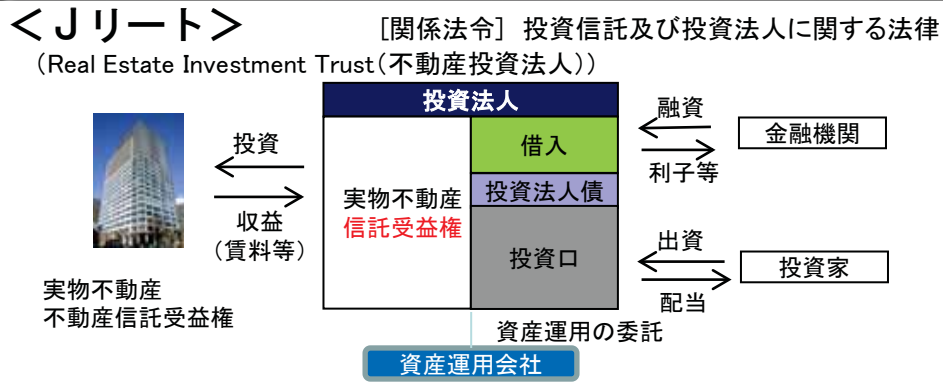 ＜Ｊリート＞
［関係法令］ 投資信託及び投資法人に関する法律
（Real Estate Investment Trust（不動産投資法人））
投資法人
投資
収益
（賃料等）
実物不動産
不動産信託受益権
実物不動産
信託受益権
借入
投資法人債
投資口
融資
利子等
金融機関
出資
配当
投資家
資産運用の委託
資産運用会社